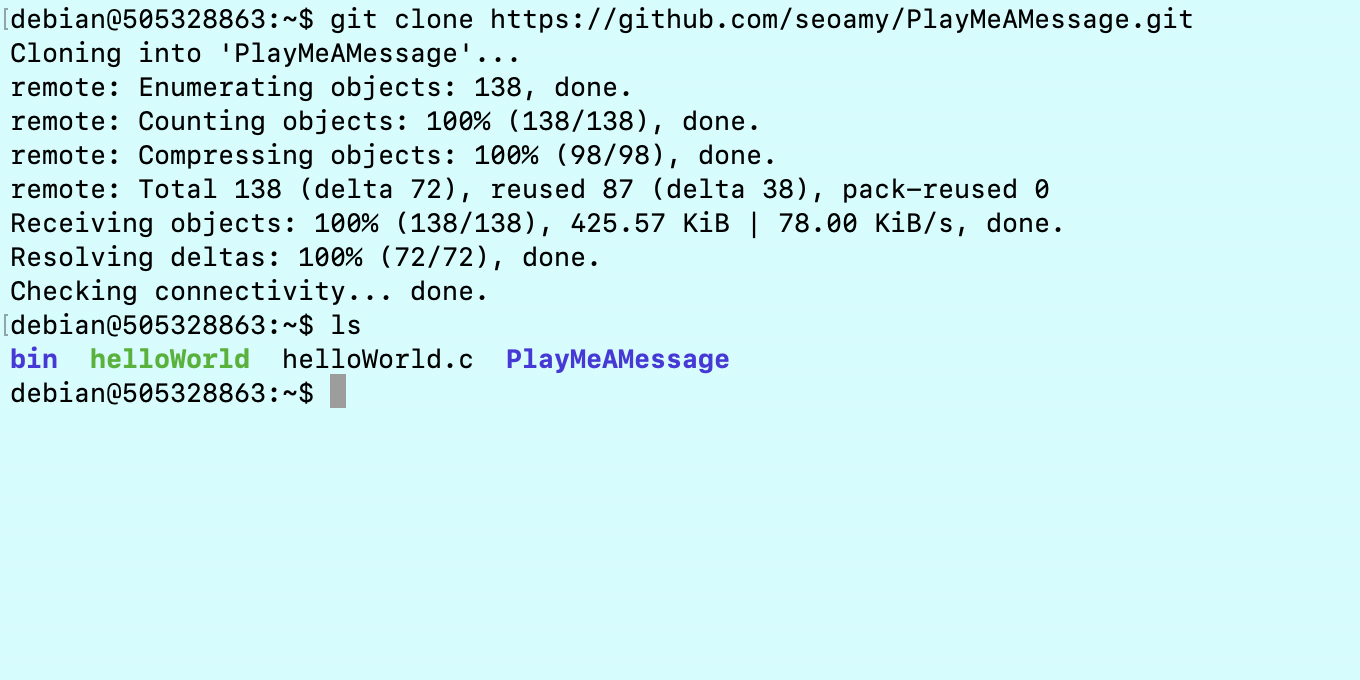 [debian@505328863:~$ git clone https://github.com/seoamy/PlayMeAMessage.git
Cloning into 'PlayMeAMessage'...
remote: Enumerating objects: 138, done.
remote: Counting objects: 100% (138/138), done.
remote: Compressing objects: 100% (98/98), done.
remote: Total 138 (delta 72), reused 87 (delta 38), pack-reused 0
Receiving objects: 100% (138/138), 425.57 KiB | 78.00 KiB/s, done.
Resolving deltas: 100% (72/72), done.
Checking connectivity... done.
[debian@505328863:~$ ls
bin  helloWorld  helloWorld.c  PlayMeAMessage
debian@505328863:~$